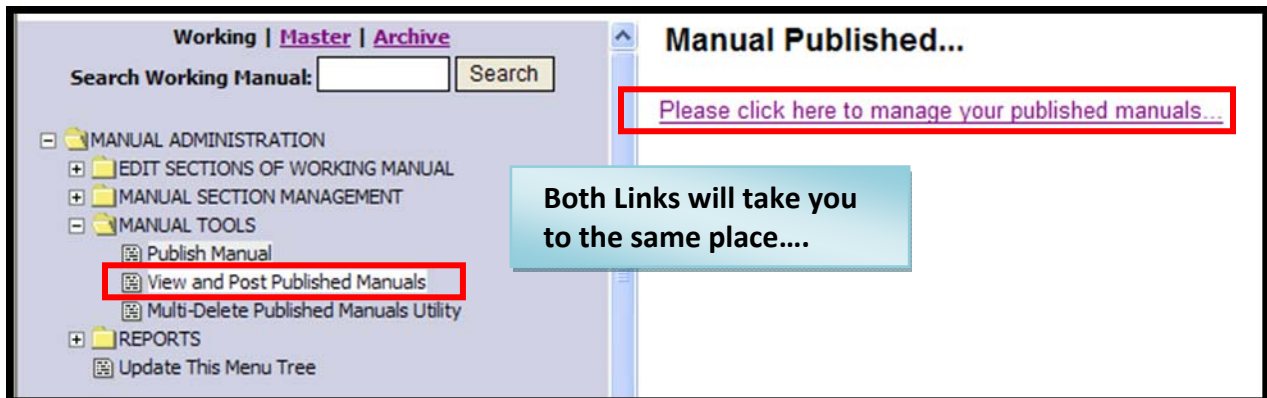 Working | Master | Archive
Search Working Manual: Search
MANUAL ADMINISTRATION
EDIT SECTIONS OF WORKING MANUAL
MANUAL SECTION MANAGEMENT
MANUAL TOOLS
Publish Manual
View and Post Published Manuals
Multi-Delete Published Manuals Utility
REPORTS
Update This Menu Tree
Manual Published...
Please click here to manage your published manuals...
Both Links will take you
to the same place….